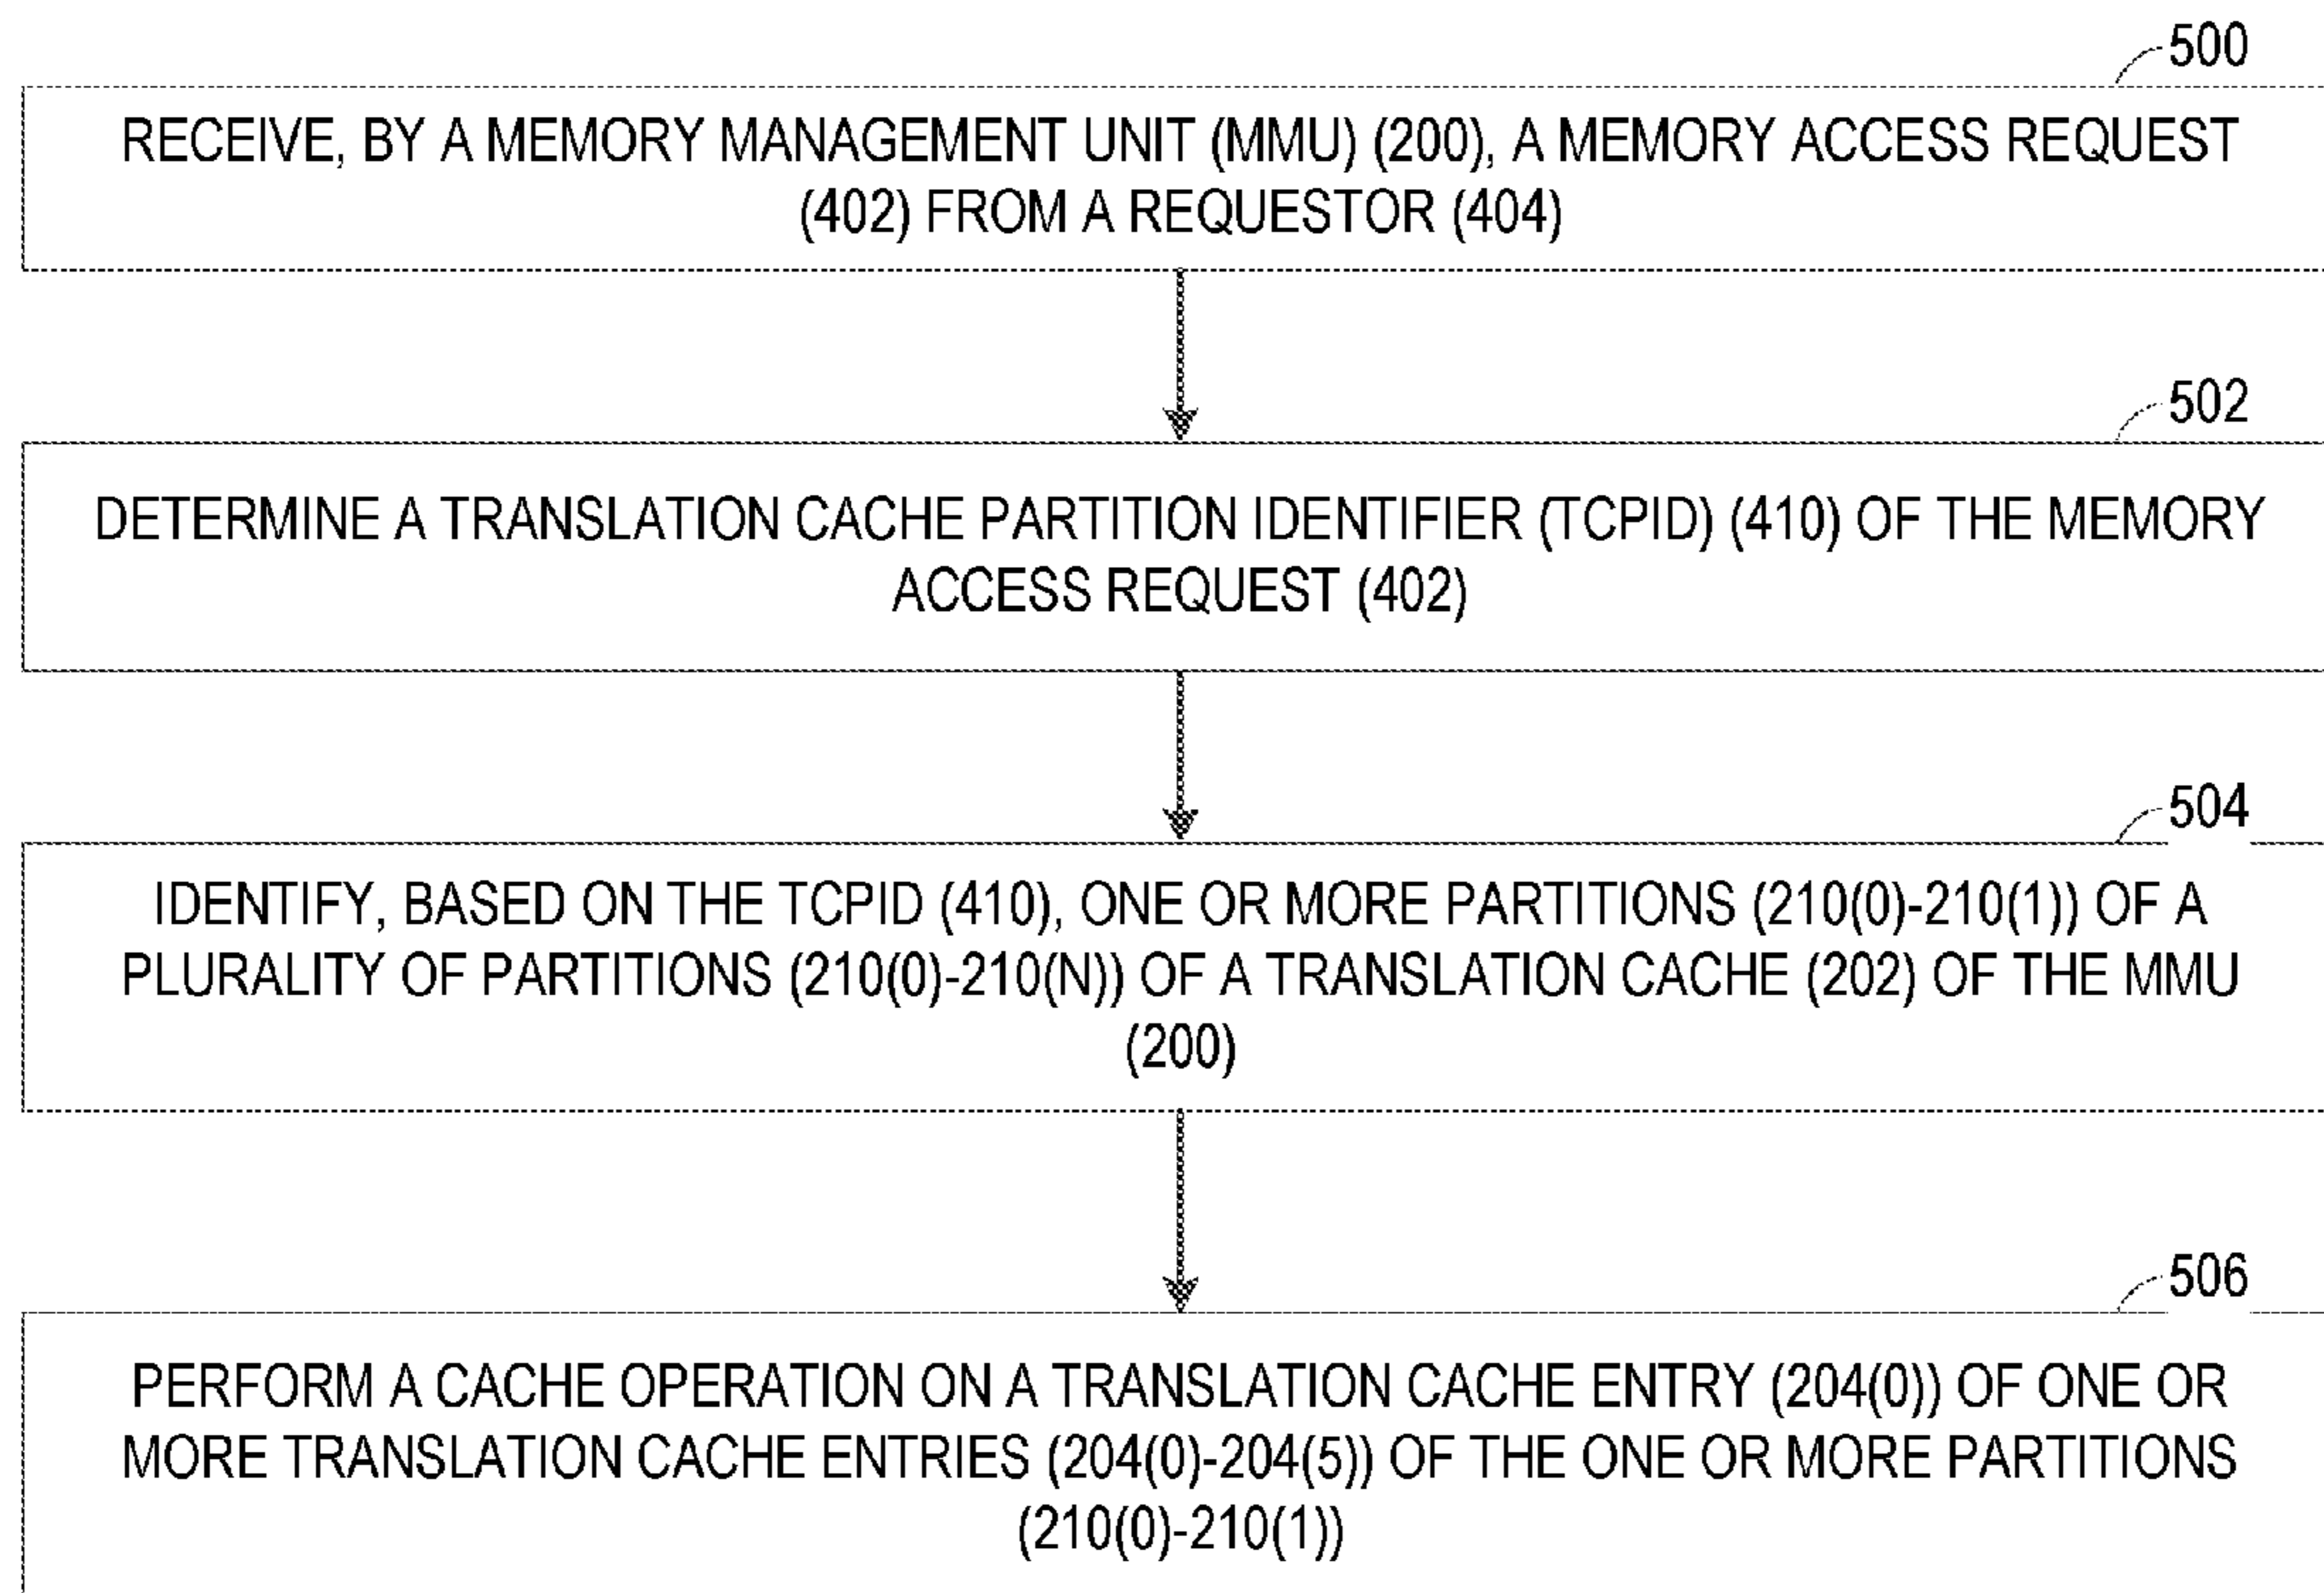 500
RECEIVE, BY A MEMORY MANAGEMENT UNIT (MMU) (200), A MEMORY ACCESS REQUEST
(402) FROM A REQUESTOR (404)
502
DETERMINE A TRANSLATION CACHE PARTITION IDENTIFIER (TCPID) (410) OF THE MEMORY
ACCESS REQUEST (402)
504
IDENTIFY, BASED ON THE TCPID (410), ONE OR MORE PARTITIONS (210(0)-210(1)) OF A
PLURALITY OF PARTITIONS (210(0)-210(N)) OF A TRANSLATION CACHE (202) OF THE MMU
(200)
506
PERFORM A CACHE OPERATION ON A TRANSLATION CACHE ENTRY (204(0)) OF ONE OR
MORE TRANSLATION CACHE ENTRIES (204(0)-204(5)) OF THE ONE OR MORE PARTITIONS
(210(0)-210(1))